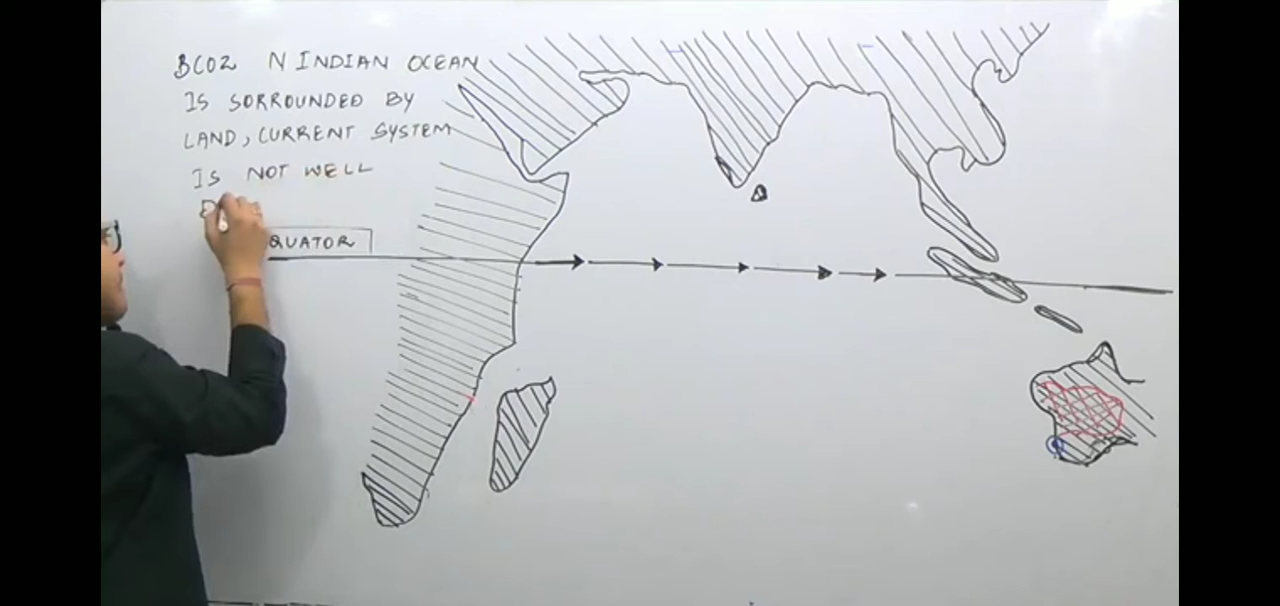 BCOZ N INDIAN OCEAN
IS SORROUNDED BY
LAND, CURRENT SYSTEM
IS NOT WELL
QUATOR